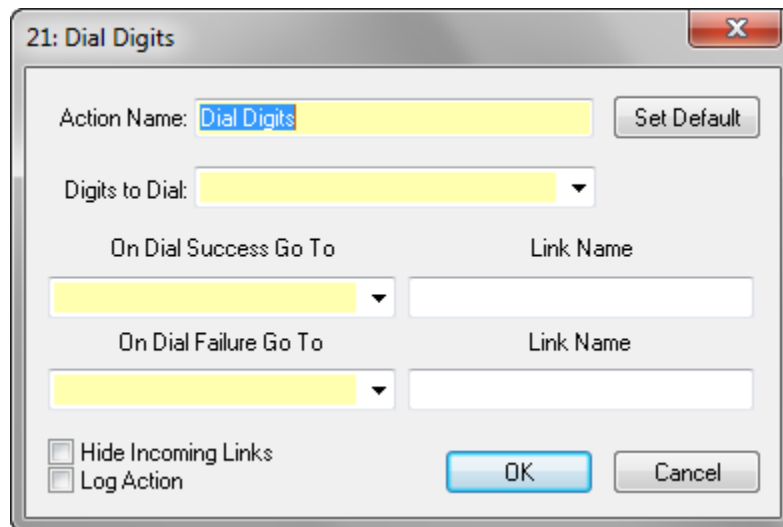 21: Dial Digits
Action Name: Dial Digits Set Default
Digits to Dial:
On Dial Success Go To Link Name
On Dial Failure Go To Link Name
Hide Incoming Links
Log Action
OK Cancel